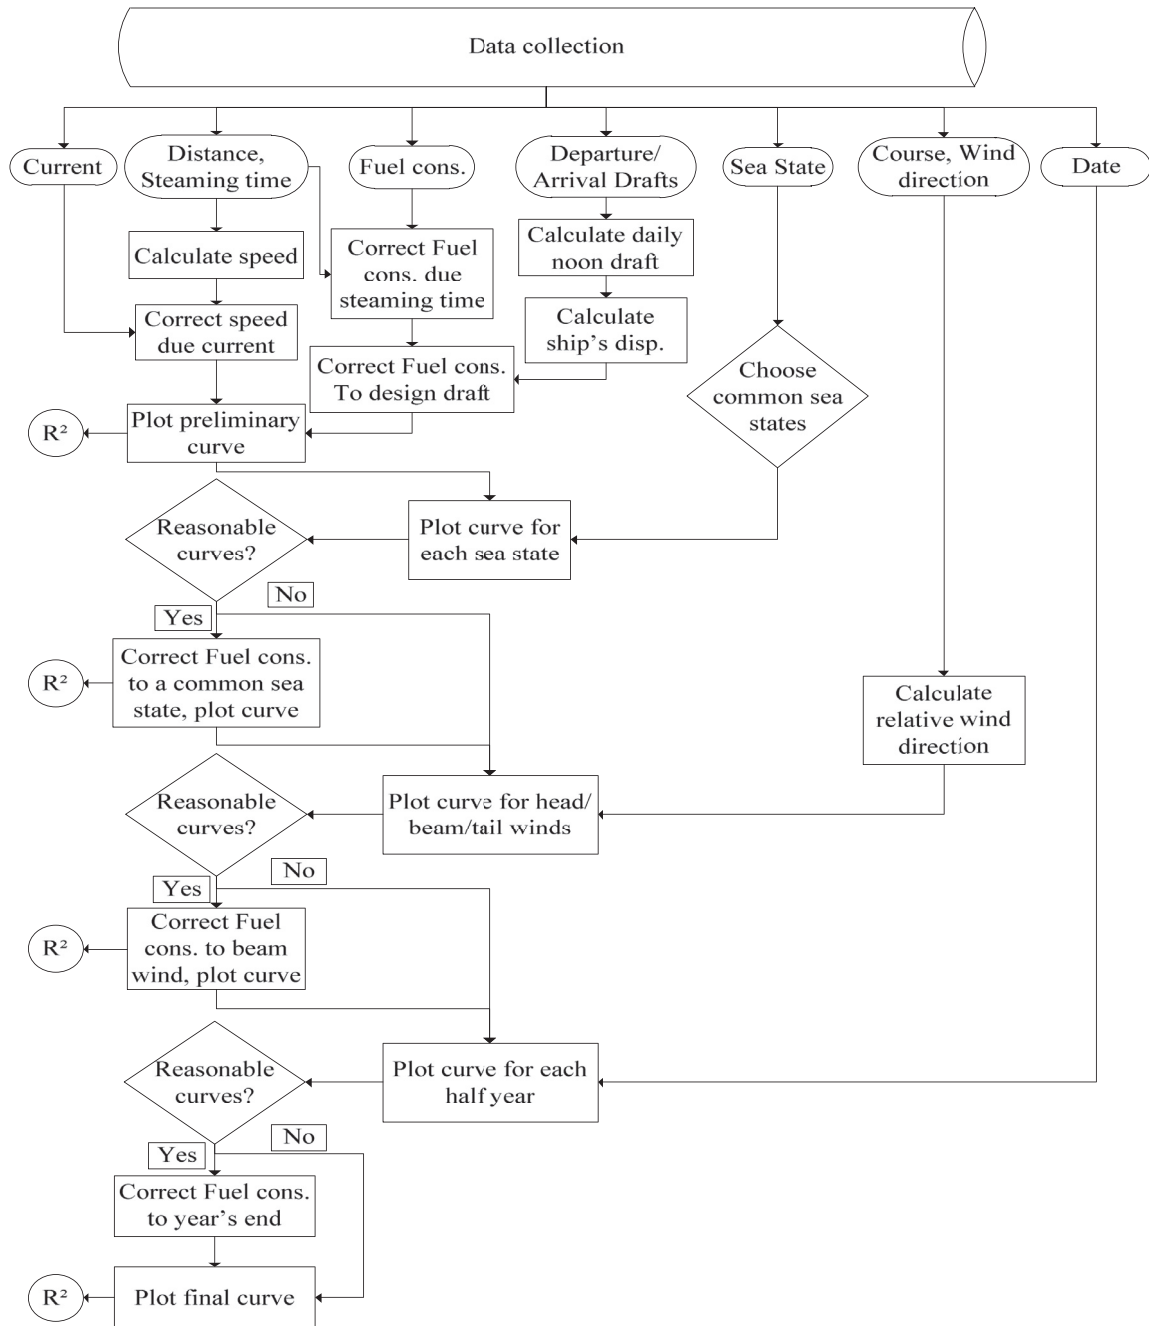 Data collection
Current
Distance,
Steaming time
Fuel cons.
Departure/
Arrival Drafts
Sea State
Course, Wind
direction
Date
Calculate speed
Correct Fuel
cons. due
steaming time
Calculate daily
noon draft
Correct speed
due current
Calculate
ship's disp.
Correct Fuel cons.
To design draft
Choose
common sea
states
R²
Plot preliminary
curve
Reasonable
curves?
Plot curve for
each sea state
No
Yes
R²
Correct Fuel cons.
to a common sea
state, plot curve
Calculate
relative wind
direction
Reasonable
curves?
Plot curve for head/
beam/tail winds
No
Yes
R²
Correct Fuel
cons. to beam
wind, plot curve
Reasonable
curves?
Plot curve for each
half year
No
Yes
Correct Fuel cons.
to year's end
R²
Plot final curve